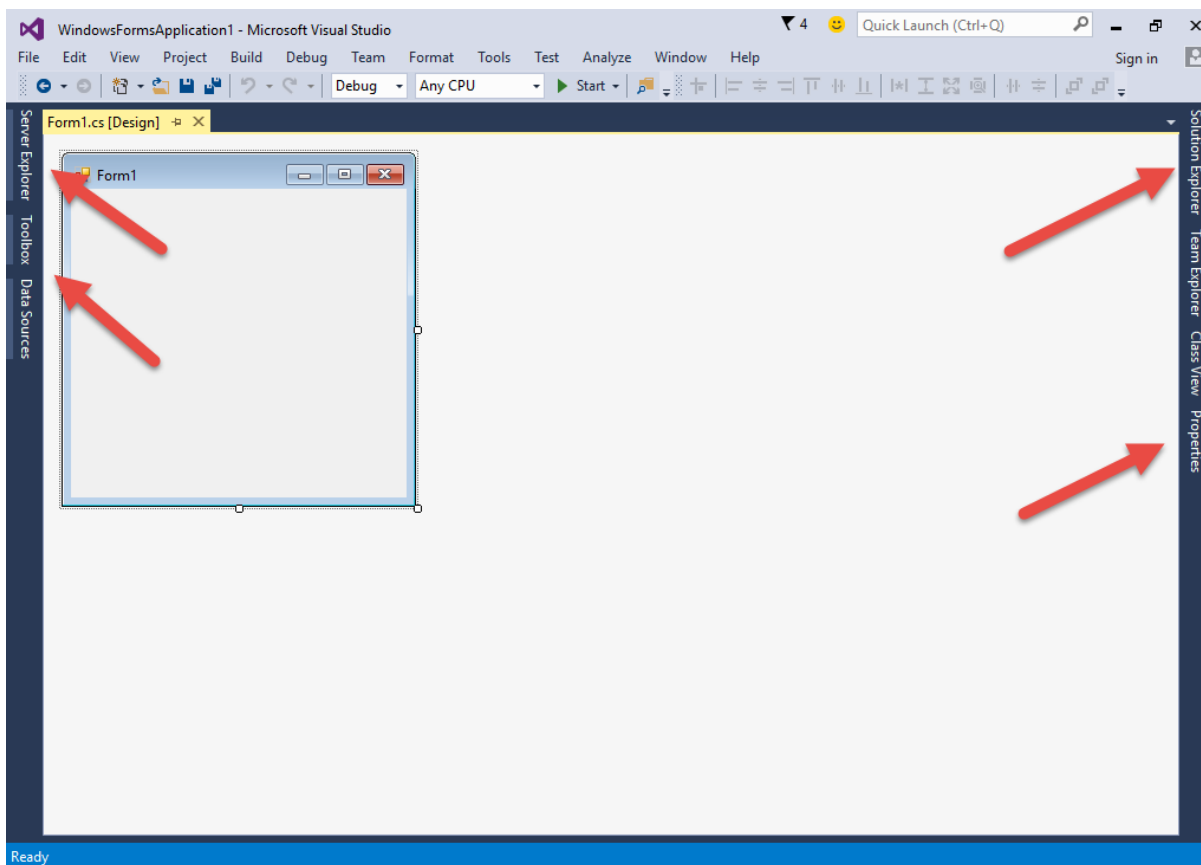 WindowsFormsApplication1 - Microsoft Visual Studio
4
Quick Launch (Ctrl+Q)
File Edit View Project Build Debug Team Format Tools Test Analyze Window Help
Sign in
Debug Any CPU Start
Form1.cs [Design]
Server Explorer
Toolbox
Data Sources
Form1
Solution Explorer
Team Explorer
Class View
Properties
Ready